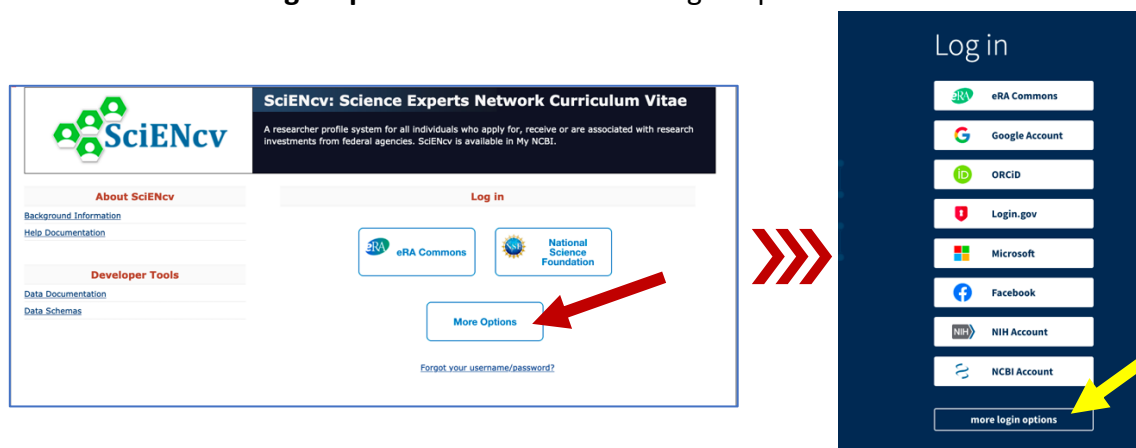 SciENcv
SciENcv: Science Experts Network Curriculum Vitae
A researcher profile system for all individuals who apply for, receive or are associated with research
investments from federal agencies. SciENcv is available in My NCBI.
About SciENcv
Background Information
Help Documentation
Developer Tools
Data Documentation
Data Schemas
Log in
eRA
eRA Commons
NSF
National
Science
Foundation
More Options
Forgot your username/password?
Log in
eRA
eRA Commons
G
Google Account
iD
ORCiD
Login.gov
Microsoft
f
Facebook
NIH
NIH Account
NCBI Account
more login options